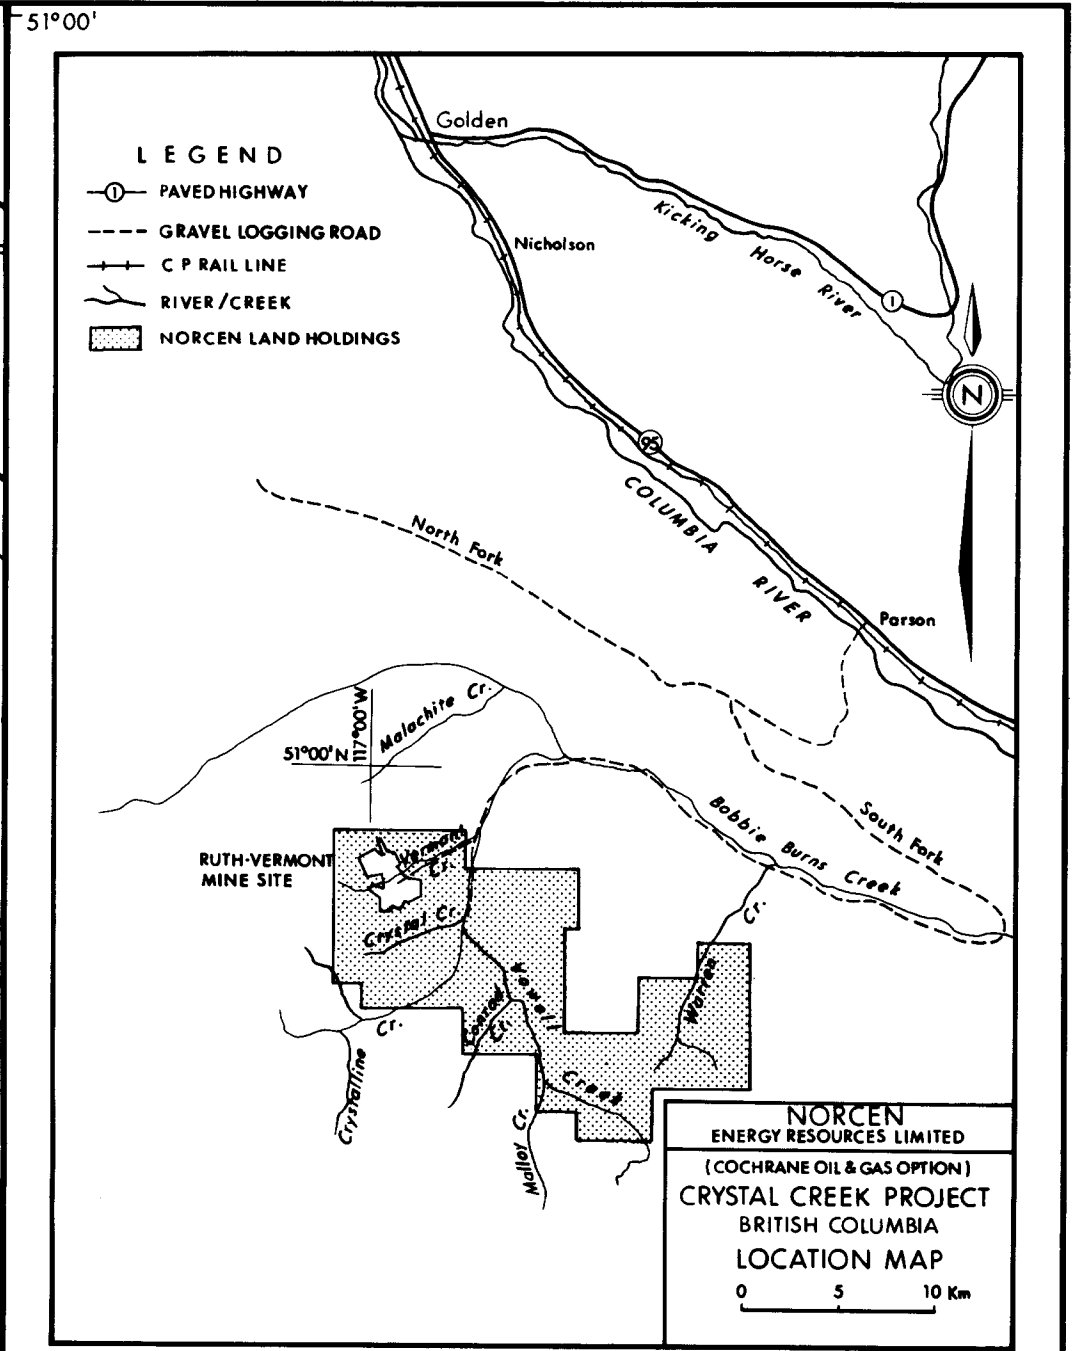 51°00'
Golden
LEGEND
1 PAVED HIGHWAY
GRAVEL LOGGING ROAD
C P RAIL LINE
RIVER/CREEK
NORCEN LAND HOLDINGS
Nicholson
Kicking Horse River
1
N
95
COLUMBIA RIVER
North Fork
Parson
Malachite Cr.
117°00'W
51°00'N
Bobbie Burns Creek
South Fork
RUTH-VERMONT
MINE SITE
Vermont
Cr.
Crystal Cr.
Warren Cr.
Conrad
Cr.
Crystalline Cr.
Malloy Cr.
Creek
NORCEN
ENERGY RESOURCES LIMITED
(COCHRANE OIL & GAS OPTION)
CRYSTAL CREEK PROJECT
BRITISH COLUMBIA
LOCATION MAP
0 5 10 Km